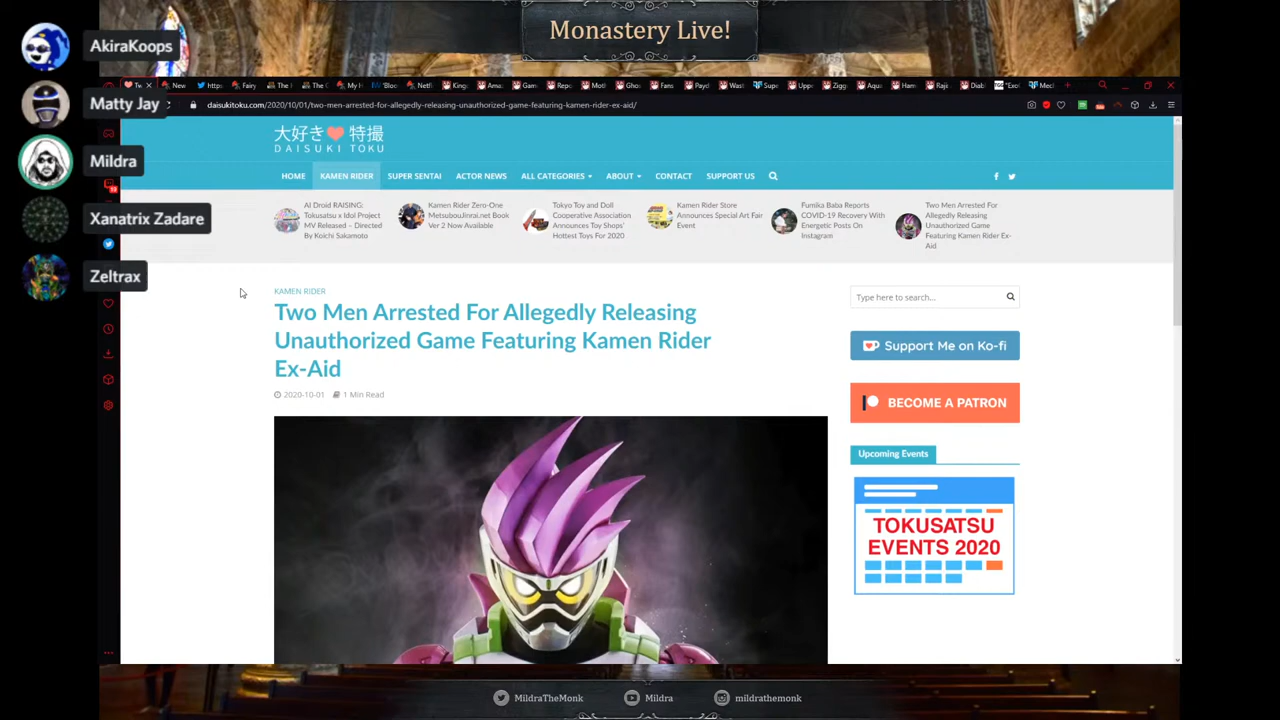 Monastery Live!
AkiraKoops
Matty Jay
Mildra
Xanatrix Zadare
Zeltrax
daisukitoku.com/2020/10/01/two-men-arrested-for-allegedly-releasing-unauthorized-game-featuring-kamen-rider-ex-aid/
大好き 特撮
DAISUKI TOKU
HOME KAMEN RIDER SUPER SENTAI ACTOR NEWS ALL CATEGORIES ABOUT CONTACT SUPPORT US
AI Droid RAISING:
Tokusatsu x Idol Project
MV Released – Directed
By Koichi Sakamoto
Kamen Rider Zero-One
MetsubouJinrai.net Book
Ver 2 Now Available
Tokyo Toy and Doll
Cooperative Association
Announces Toy Shops'
Hottest Toys For 2020
Kamen Rider Store
Announces Special Art Fair
Event
Fumika Baba Reports
COVID-19 Recovery With
Energetic Posts On
Instagram
Two Men Arrested For
Allegedly Releasing
Unauthorized Game
Featuring Kamen Rider Ex-
Aid
KAMEN RIDER
Two Men Arrested For Allegedly Releasing
Unauthorized Game Featuring Kamen Rider
Ex-Aid
2020-10-01 1 Min Read
Type here to search...
Support Me on Ko-fi
BECOME A PATRON
Upcoming Events
TOKUSATSU
EVENTS 2020
MildraTheMonk Mildra mildrathemonk